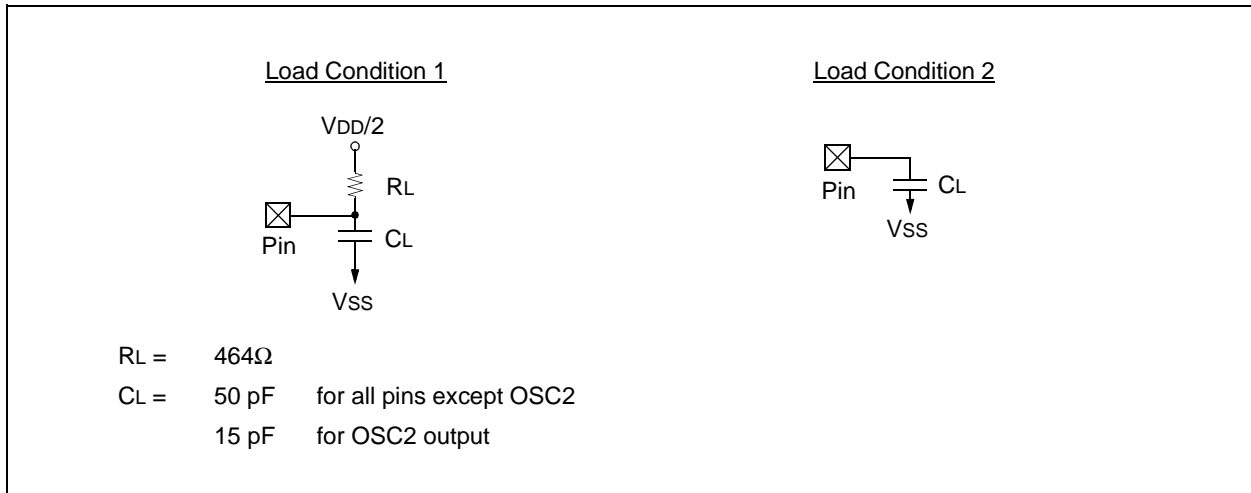 Load Condition 1
VDD/2
RL
Pin
CL
VSS
Load Condition 2
Pin
CL
VSS
RL = 464Ω
CL = 50 pF for all pins except OSC2
15 pF for OSC2 output